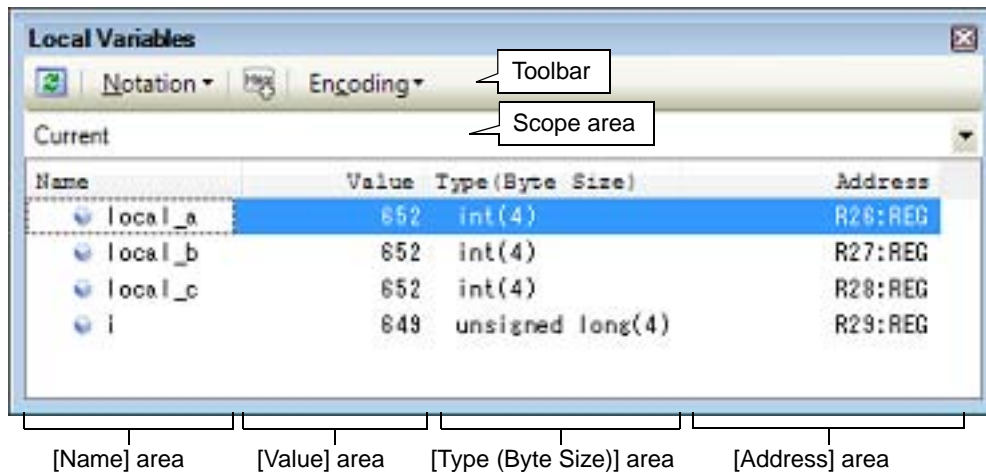 Local Variables
Notation Encoding
Toolbar
Current
Scope area
Name Value Type(Byte Size) Address
local_a 652 int(4) R26:REG
local_b 652 int(4) R27:REG
local_c 652 int(4) R28:REG
i 649 unsigned long(4) R29:REG
[Name] area [Value] area [Type (Byte Size)] area [Address] area